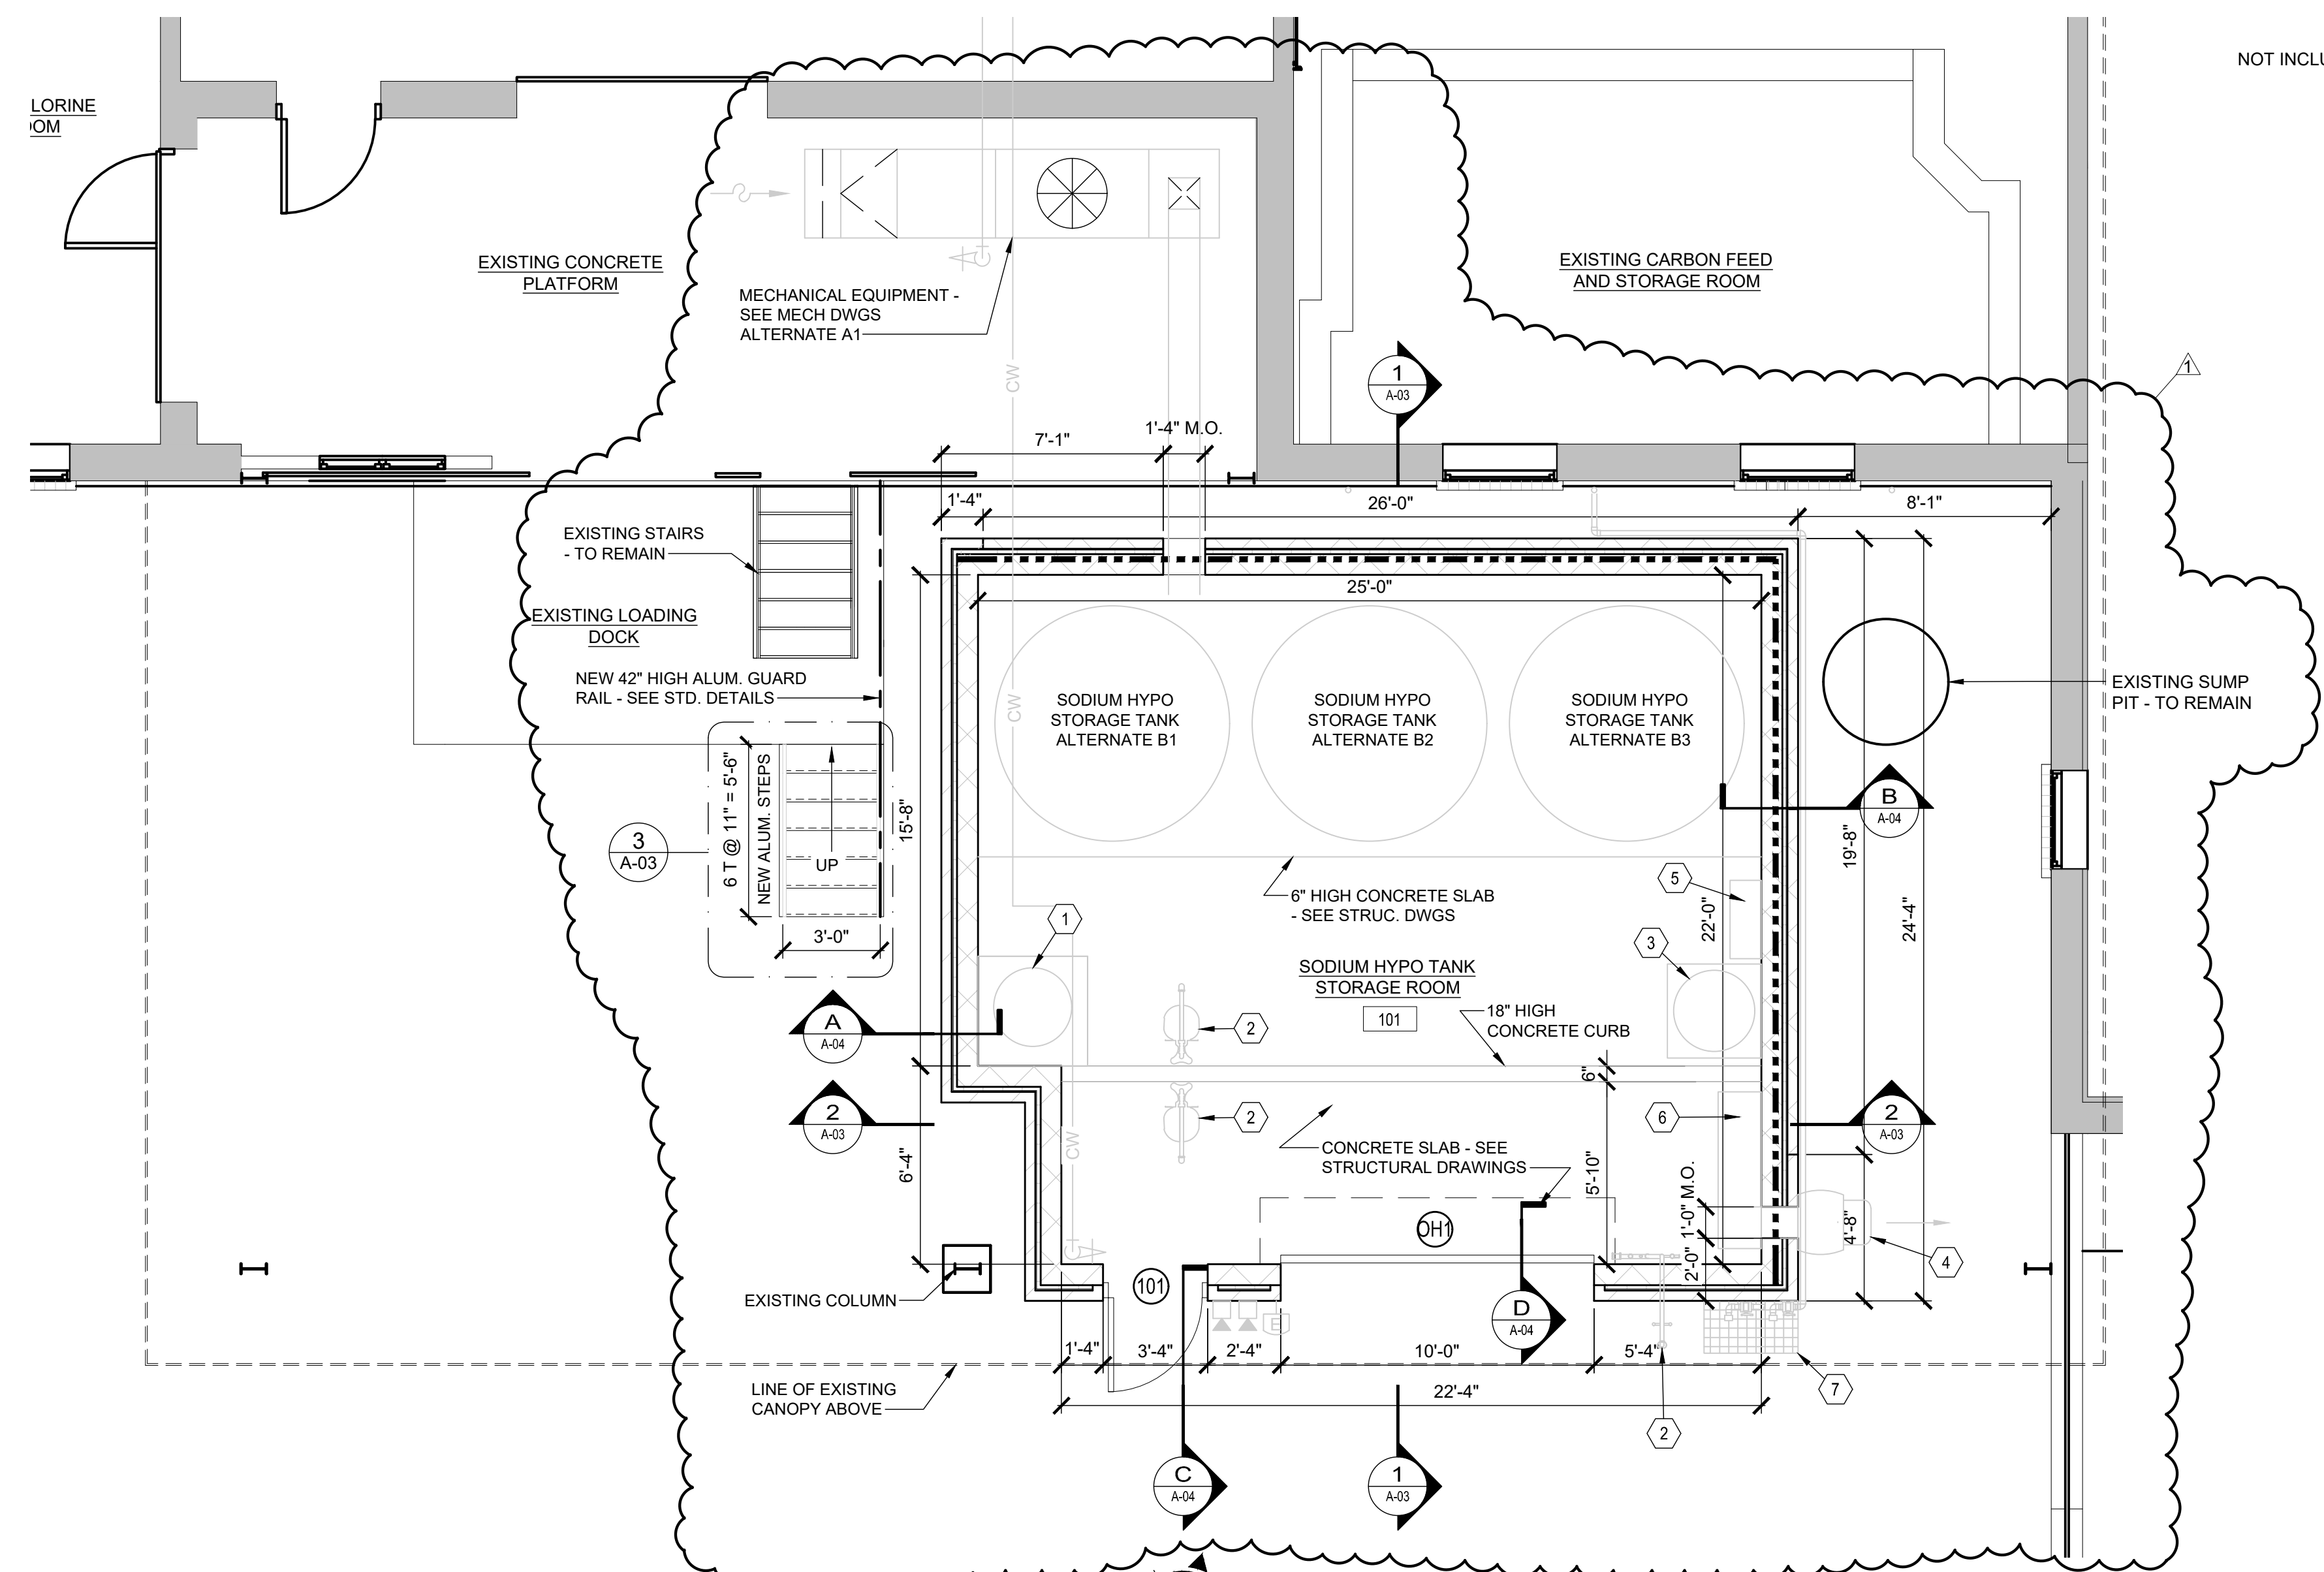 NOT INCLU
LORINE
OM
EXISTING CONCRETE
PLATFORM
MECHANICAL EQUIPMENT -
SEE MECH DWGS
ALTERNATE A1
EXISTING CARBON FEED
AND STORAGE ROOM
1
1
A-03
CW
7'-1"
1'-4" M.O.
1'-4"
26'-0"
8'-1"
EXISTING STAIRS
- TO REMAIN
25'-0"
EXISTING LOADING
DOCK
NEW 42" HIGH ALUM. GUARD
RAIL - SEE STD. DETAILS
CW
SODIUM HYPO
STORAGE TANK
ALTERNATE B1
SODIUM HYPO
STORAGE TANK
ALTERNATE B2
SODIUM HYPO
STORAGE TANK
ALTERNATE B3
EXISTING SUMP
PIT - TO REMAIN
6 T @ 11" = 5'-6"
NEW ALUM. STEPS
UP
3
A-03
3'-0"
15'-8"
B
A-04
19'-8"
24'-4"
22'-0"
6" HIGH CONCRETE SLAB
- SEE STRUC. DWGS
5
1
3
SODIUM HYPO TANK
STORAGE ROOM
101
18" HIGH
CONCRETE CURB
A
A-04
2
6"
2
A-03
2
6
2
A-03
CW
6'-4"
CONCRETE SLAB - SEE
STRUCTURAL DRAWINGS
5'-10"
1'-0" M.O.
2'-0"
4'-8"
4
OH1
101
EXISTING COLUMN
E
D
A-04
1'-4"
3'-4"
2'-4"
10'-0"
5'-4"
22'-4"
LINE OF EXISTING
CANOPY ABOVE
7
2
C
A-04
1
A-03